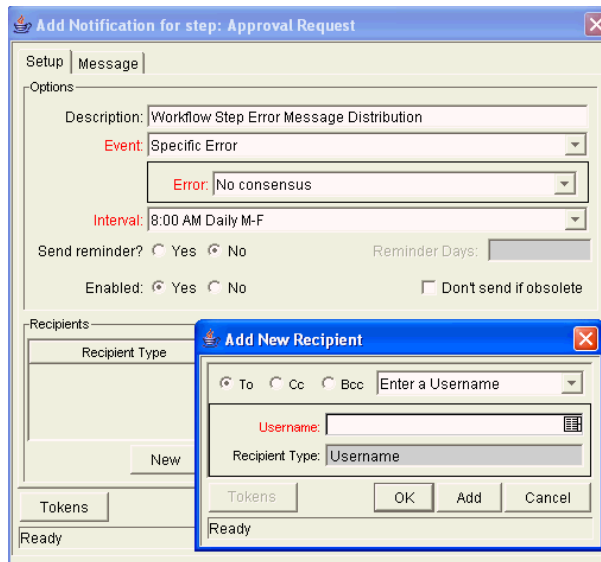 Add Notification for step: Approval Request
Setup Message
Options
Description: Workflow Step Error Message Distribution
Event: Specific Error
Error: No consensus
Interval: 8:00 AM Daily M-F
Send reminder? Yes No Reminder Days:
Enabled: Yes No Don't send if obsolete
Recipients
Recipient Type
New
Tokens
Ready
Add New Recipient
To Cc Bcc Enter a Username
Username:
Recipient Type: Username
Tokens OK Add Cancel
Ready